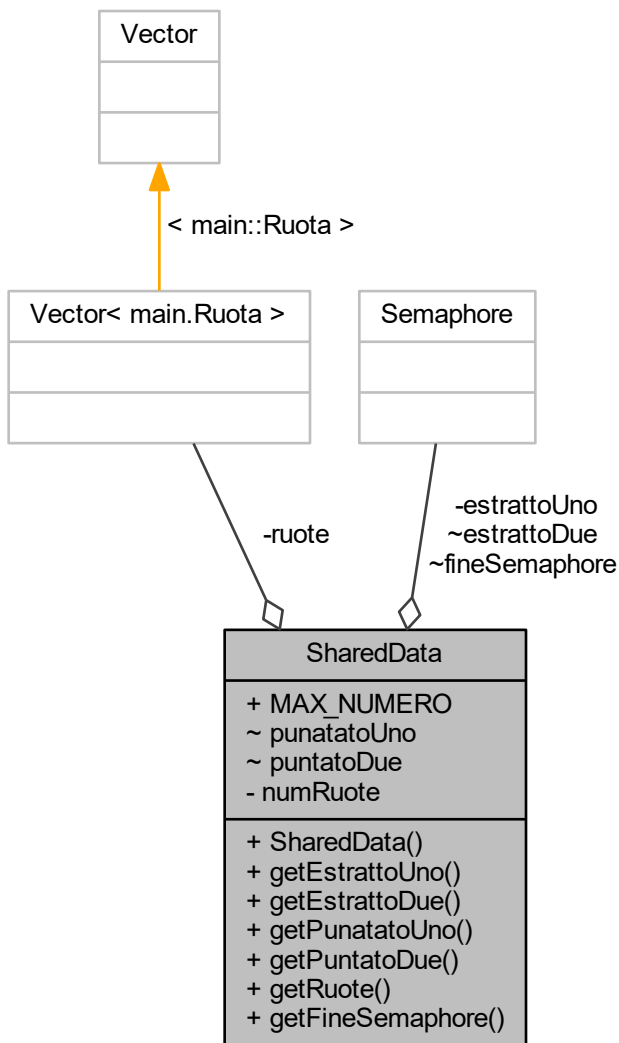 Vector
< main::Ruota >
Vector< main.Ruota >
Semaphore
-ruote
-estrattoUno
~estrattoDue
~fineSemaphore
SharedData
+ MAX_NUMERO
~ punatatoUno
~ puntatoDue
- numRuote
+ SharedData()
+ getEstrattoUno()
+ getEstrattoDue()
+ getPunatatoUno()
+ getPuntatoDue()
+ getRuote()
+ getFineSemaphore()